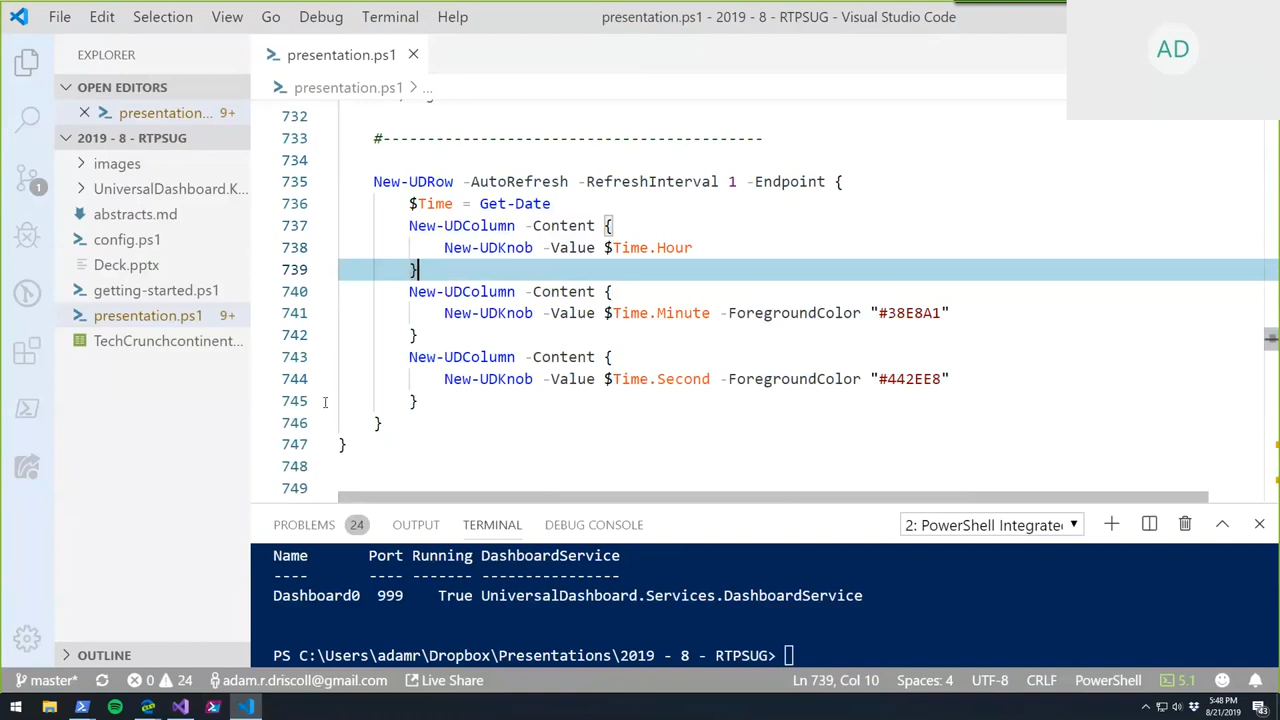 File Edit Selection View Go Debug Terminal Help presentation.ps1 - 2019 - 8 - RTPSUG - Visual Studio Code
AD
EXPLORER
OPEN EDITORS
presentation... 9+
2019 - 8 - RTPSUG
images
UniversalDashboard.K...
abstracts.md
config.ps1
Deck.pptx
getting-started.ps1
presentation.ps1 9+
TechCrunchcontinent...
OUTLINE
1
presentation.ps1
presentation.ps1 > ...
732
733 #-------------------------------------------
734
735 New-UDRow -AutoRefresh -RefreshInterval 1 -Endpoint {
736 $Time = Get-Date
737 New-UDColumn -Content {
738 New-UDKnob -Value $Time.Hour
739 }
740 New-UDColumn -Content {
741 New-UDKnob -Value $Time.Minute -ForegroundColor "#38E8A1"
742 }
743 New-UDColumn -Content {
744 New-UDKnob -Value $Time.Second -ForegroundColor "#442EE8"
745 }
746 }
747 }
748
749
PROBLEMS 24 OUTPUT TERMINAL DEBUG CONSOLE 2: PowerShell Integrate
Name Port Running DashboardService
---- ---- ------- ----------------
Dashboard0 999 True UniversalDashboard.Services.DashboardService
PS C:\Users\adamr\Dropbox\Presentations\2019 - 8 - RTPSUG>
master* 0 24 adam.r.driscoll@gmail.com Live Share Ln 739, Col 10 Spaces: 4 UTF-8 CRLF PowerShell 5.1
5:48 PM
8/21/2019
43